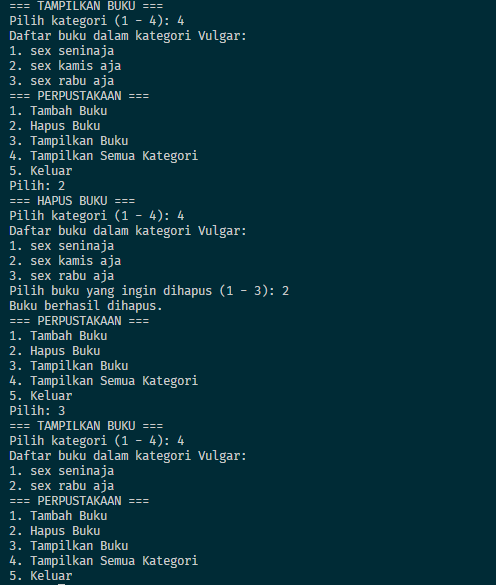 === TAMPILKAN BUKU ===
Pilih kategori (1 - 4): 4
Daftar buku dalam kategori Vulgar:
1. sex seninaja
2. sex kamis aja
3. sex rabu aja
=== PERPUSTAKAAN ===
1. Tambah Buku
2. Hapus Buku
3. Tampilkan Buku
4. Tampilkan Semua Kategori
5. Keluar
Pilih: 2
=== HAPUS BUKU ===
Pilih kategori (1 - 4): 4
Daftar buku dalam kategori Vulgar:
1. sex seninaja
2. sex kamis aja
3. sex rabu aja
Pilih buku yang ingin dihapus (1 - 3): 2
Buku berhasil dihapus.
=== PERPUSTAKAAN ===
1. Tambah Buku
2. Hapus Buku
3. Tampilkan Buku
4. Tampilkan Semua Kategori
5. Keluar
Pilih: 3
=== TAMPILKAN BUKU ===
Pilih kategori (1 - 4): 4
Daftar buku dalam kategori Vulgar:
1. sex seninaja
2. sex rabu aja
=== PERPUSTAKAAN ===
1. Tambah Buku
2. Hapus Buku
3. Tampilkan Buku
4. Tampilkan Semua Kategori
5. Keluar